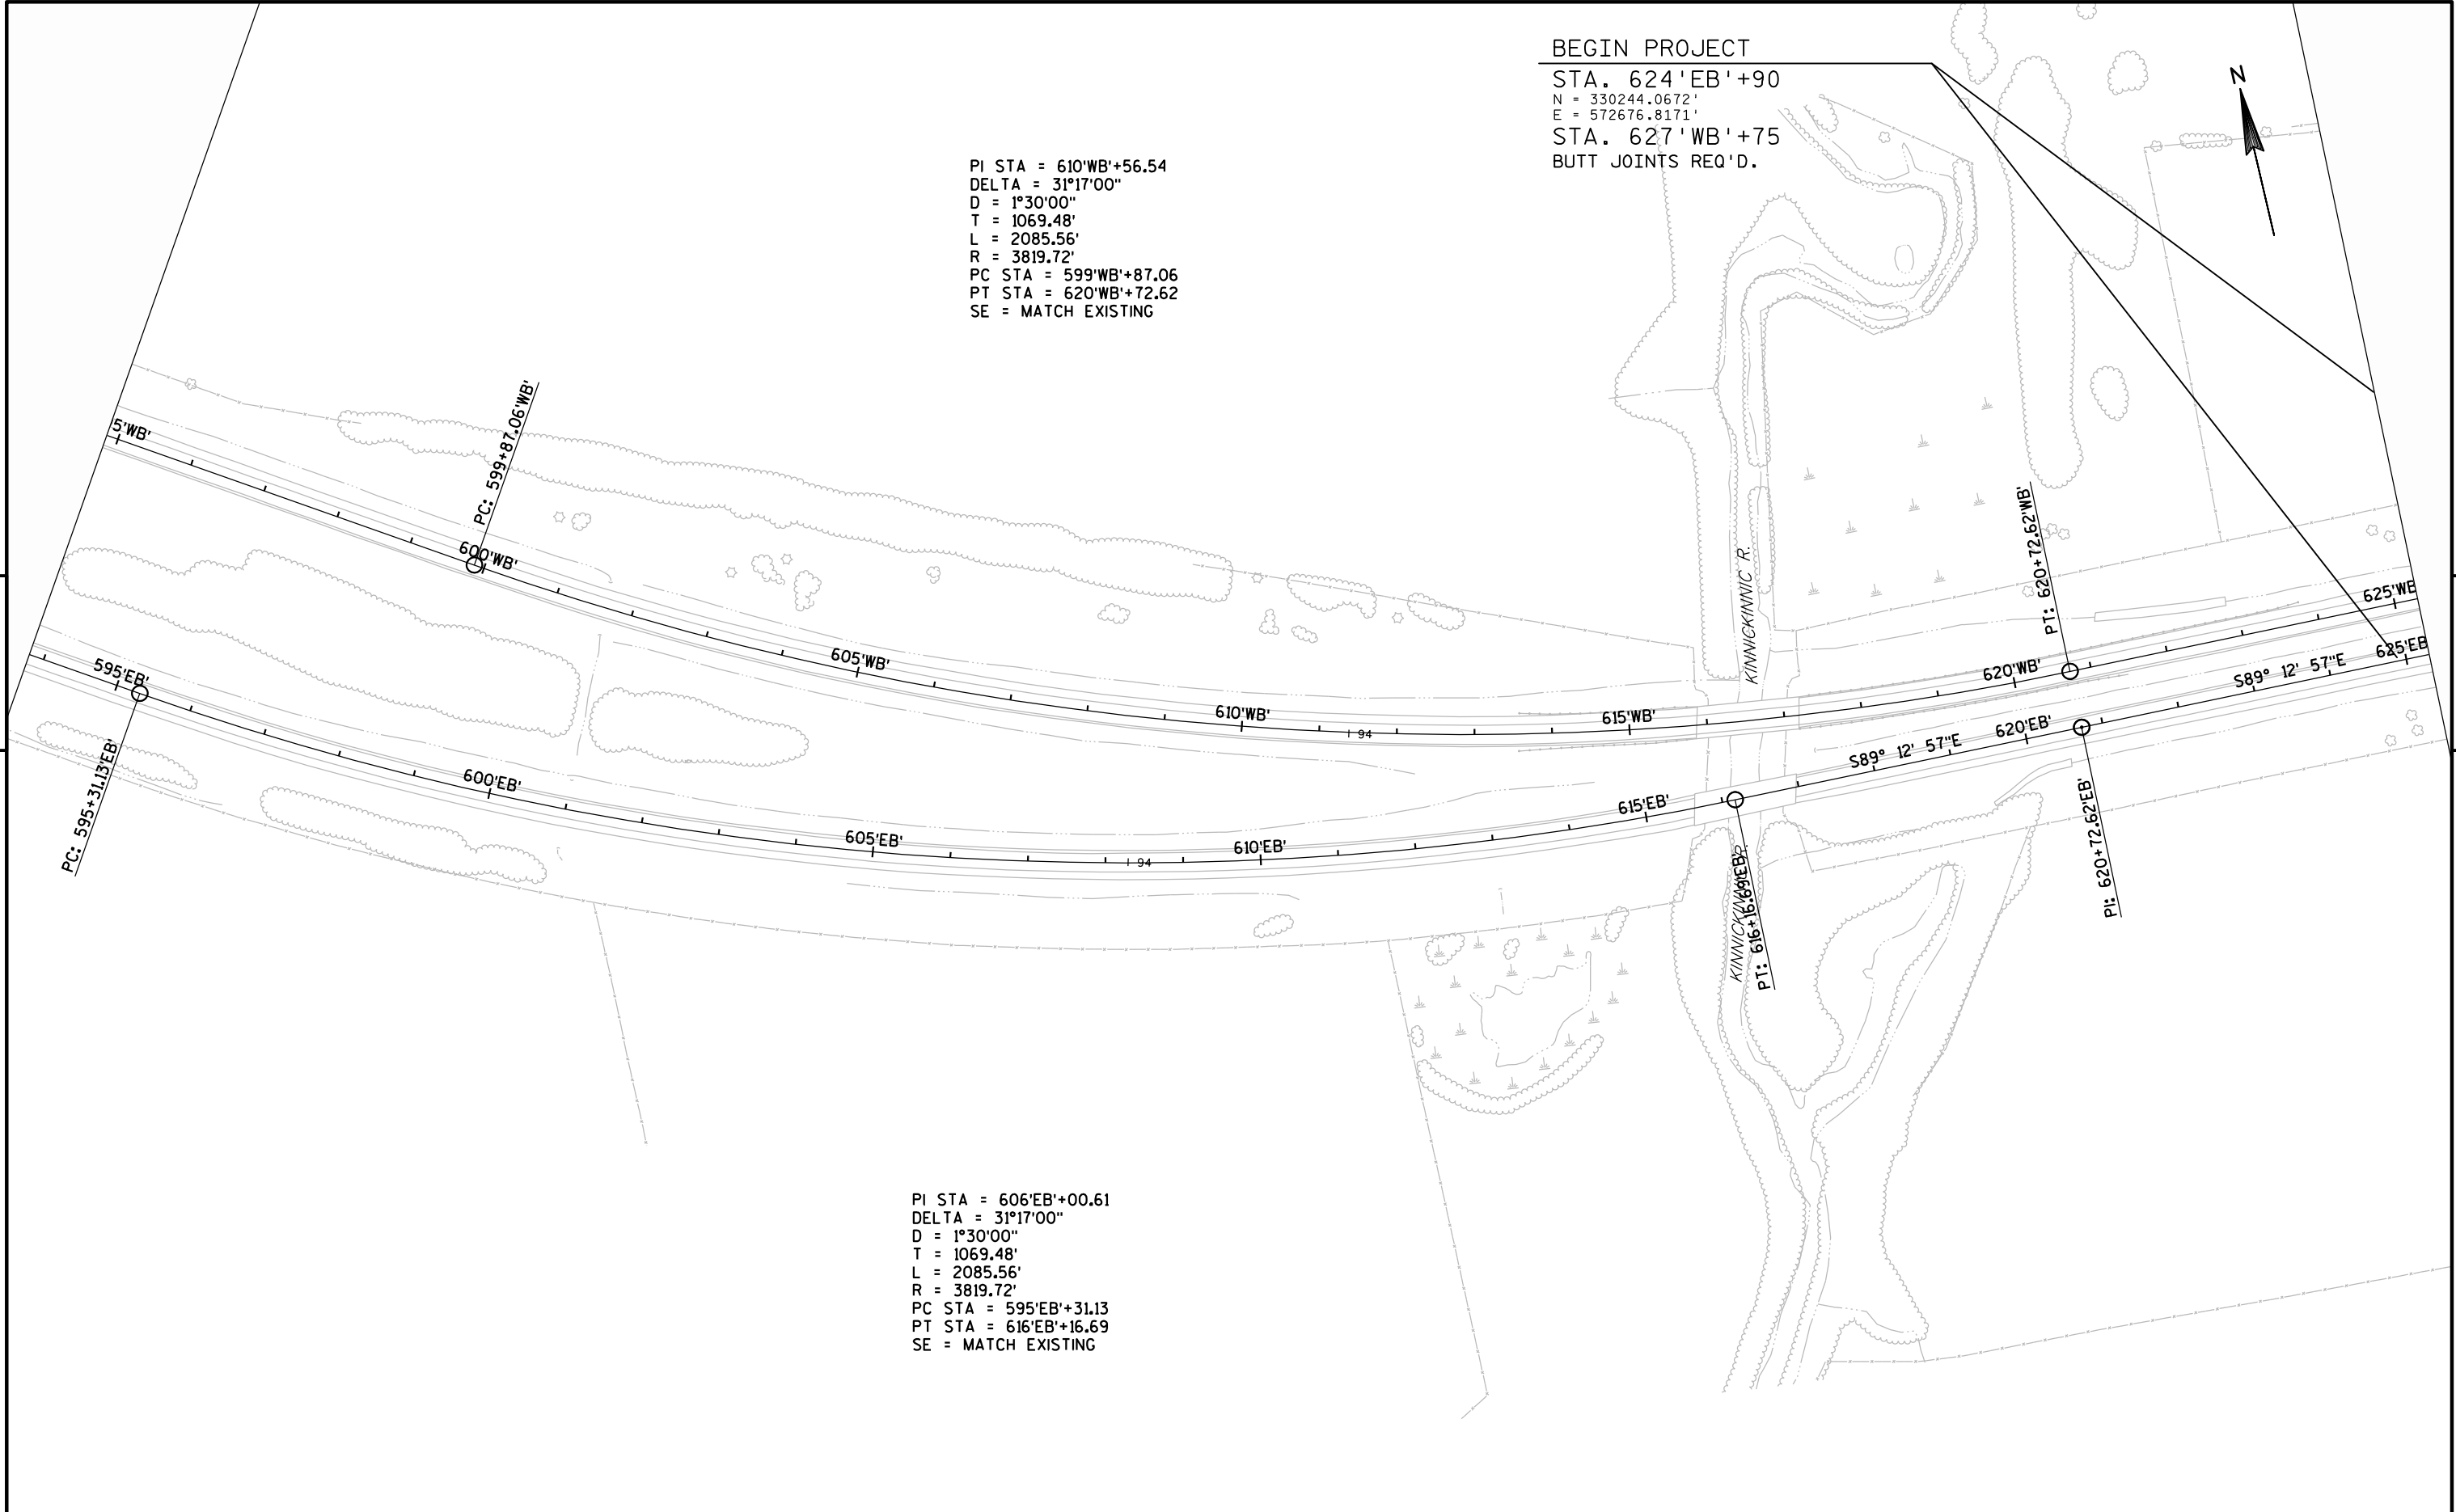 BEGIN PROJECT
STA. 624'EB'+90
N = 330244.0672'
E = 572676.8171'
STA. 627'WB'+75
BUTT JOINTS REQ'D.
N
PI STA = 610'WB'+56.54
DELTA = 31°17'00"
D = 1°30'00"
T = 1069.48'
L = 2085.56'
R = 3819.72'
PC STA = 599'WB'+87.06
PT STA = 620'WB'+72.62
SE = MATCH EXISTING
5'WB'
PC: 599+87.06'WB'
600'WB'
605'WB'
610'WB'
I 94
615'WB'
KINNICKINNIC R.
620'WB'
PT: 620+72.62'WB'
625'WB
595'EB'
PC: 595+31.13'EB'
600'EB'
605'EB'
I 94
610'EB'
615'EB'
KINNICKINNIC R.
PT: 616+16.69'EB'
S89° 12' 57"E
620'EB'
PI: 620+72.62'EB'
S89° 12' 57"E
625'EB
PI STA = 606'EB'+00.61
DELTA = 31°17'00"
D = 1°30'00"
T = 1069.48'
L = 2085.56'
R = 3819.72'
PC STA = 595'EB'+31.13
PT STA = 616'EB'+16.69
SE = MATCH EXISTING